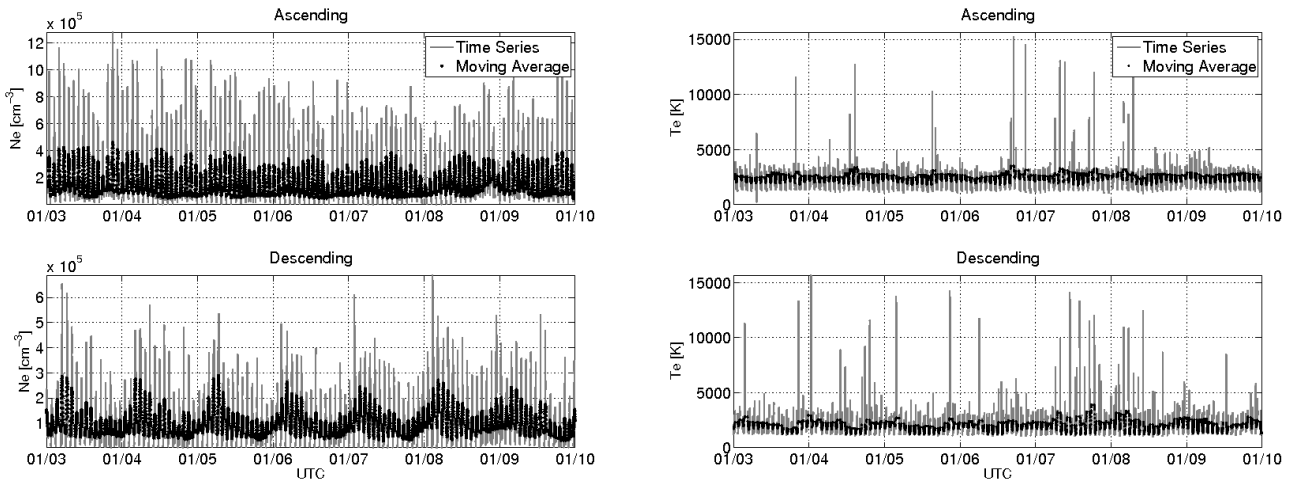 Ascending
x 10⁵
Ne [cm⁻³]
12
10
8
6
4
2
Time Series
Moving Average
01/03 01/04 01/05 01/06 01/07 01/08 01/09 01/10
Ascending
Te [K]
15000
10000
5000
0
Time Series
Moving Average
01/03 01/04 01/05 01/06 01/07 01/08 01/09 01/10
Descending
x 10⁵
Ne [cm⁻³]
6
5
4
3
2
1
01/03 01/04 01/05 01/06 01/07 01/08 01/09 01/10
UTC
Descending
Te [K]
15000
10000
5000
0
01/03 01/04 01/05 01/06 01/07 01/08 01/09 01/10
UTC